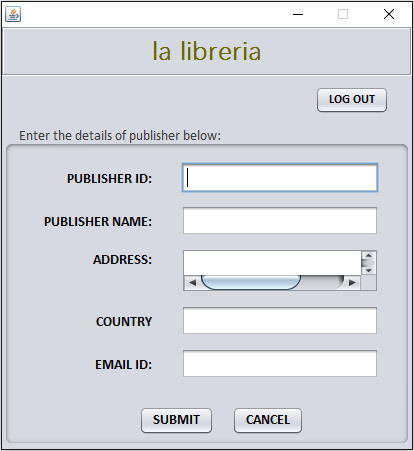 la libreria
LOG OUT
Enter the details of publisher below:
PUBLISHER ID:
PUBLISHER NAME:
ADDRESS:
COUNTRY
EMAIL ID:
SUBMIT CANCEL